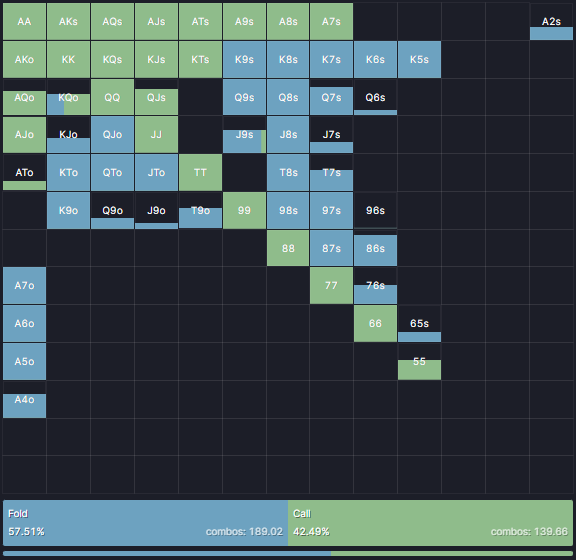 AA AKs AQs AJs ATs A9s A8s A7s A2s
AKo KK KQs KJs KTs K9s K8s K7s K6s K5s
AQo KQo QQ QJs Q9s Q8s Q7s Q6s
AJo KJo QJo JJ J9s J8s J7s
ATo KTo QTo JTo TT T8s T7s
K9o Q9o J9o T9o 99 98s 97s 96s
88 87s 86s
A7o 77 76s
A6o 66 65s
A5o 55
A4o
Fold Call
57.51% combos: 189.02 42.49% combos: 139.66